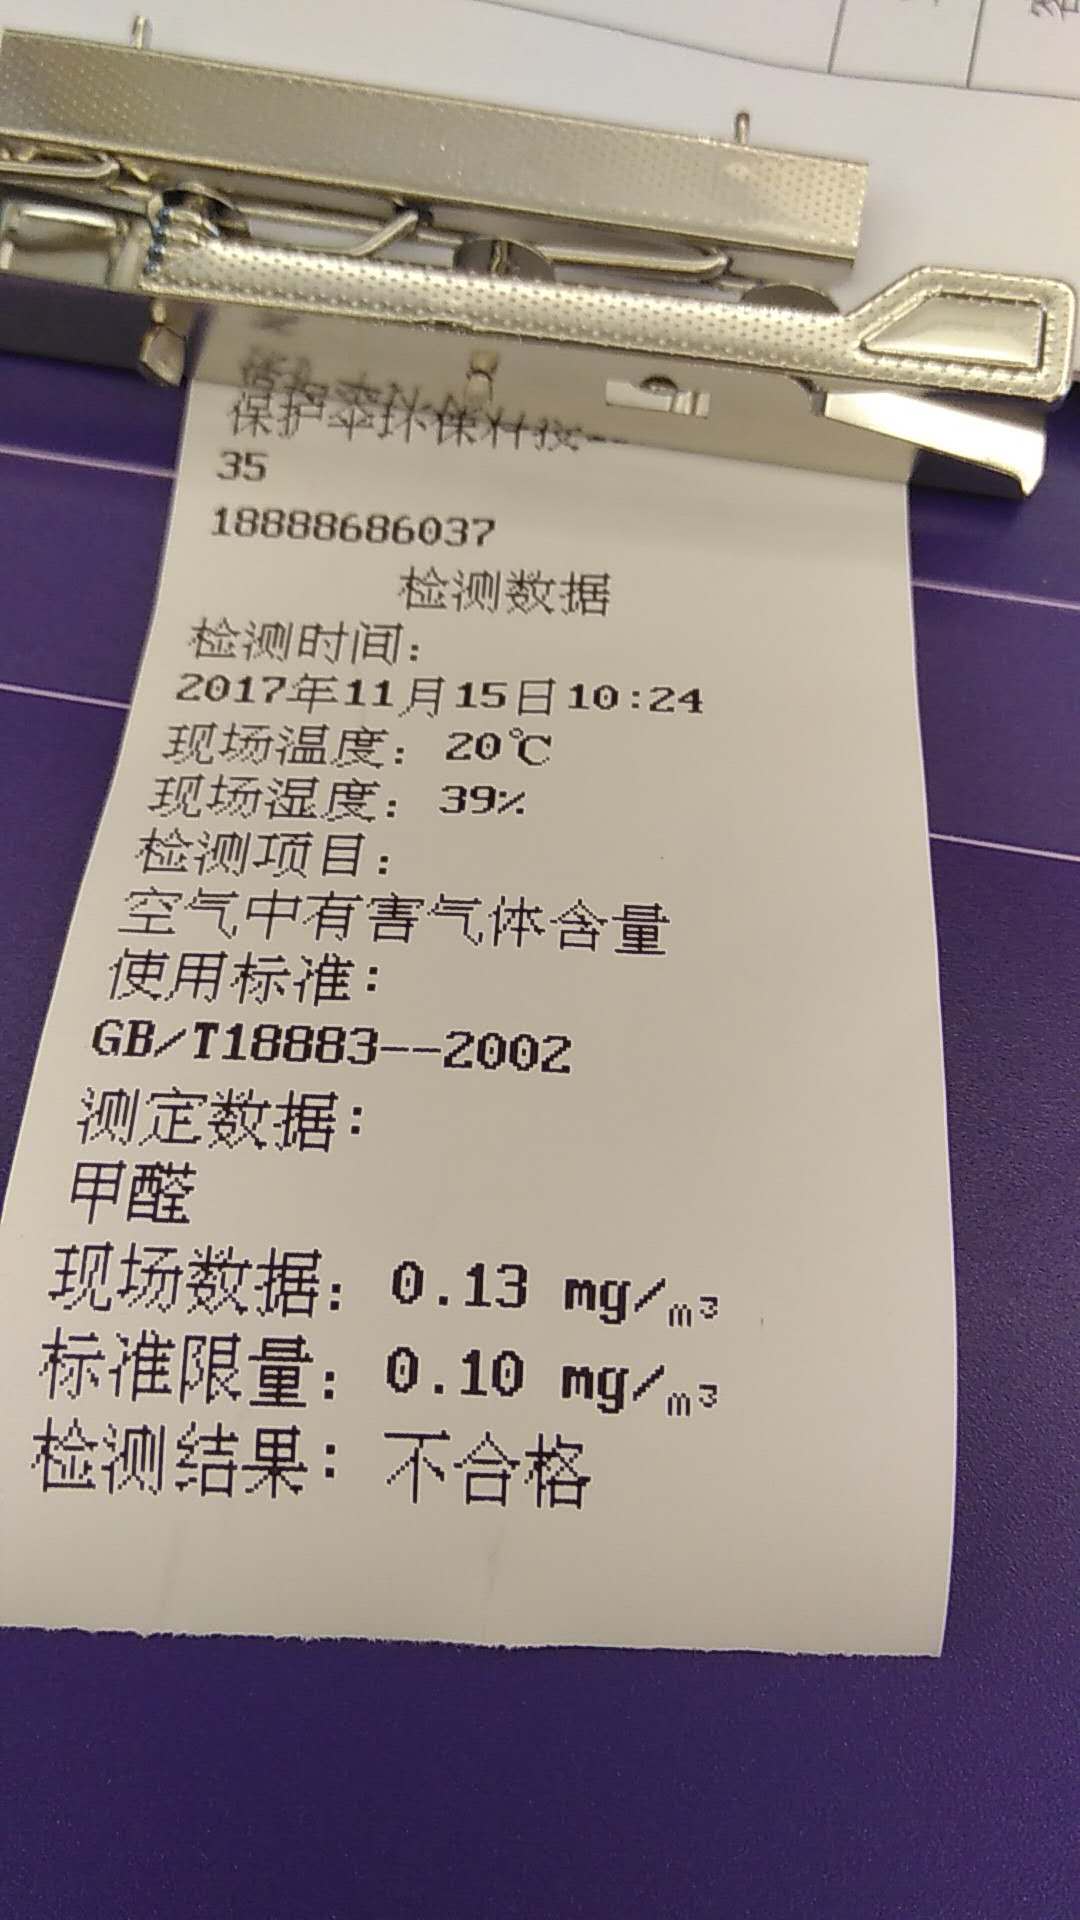 35
18888686037
检测数据
检测时间：
2017年11月15日10:24
现场温度：20℃
现场湿度：39%
检测项目：
空气中有害气体含量
使用标准：
GB/T18883--2002
测定数据：
甲醛
现场数据：0.13 mg/m³
标准限量：0.10 mg/m³
检测结果：不合格